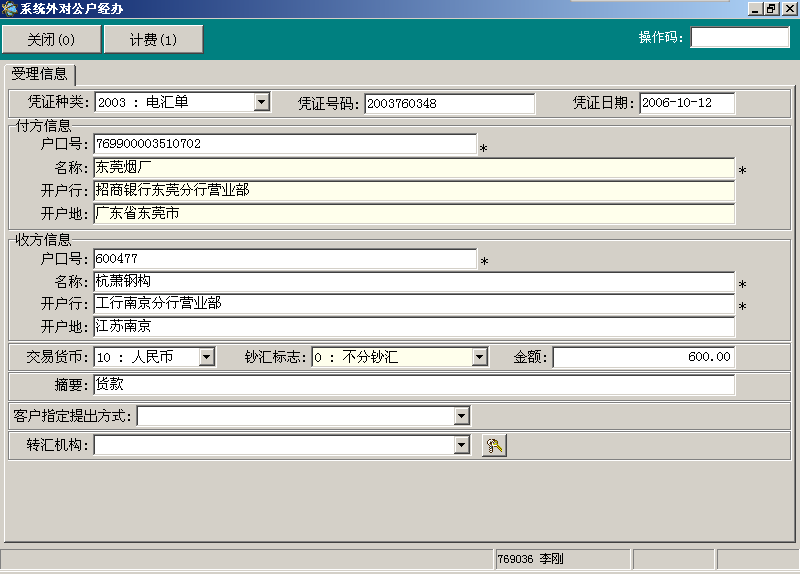 系统外对公户经办
关闭(0) 计费(1) 操作码:
受理信息
凭证种类: 2003 : 电汇单 凭证号码: 2003760348 凭证日期: 2006-10-12
付方信息
户口号: 769900003510702 *
名称: 东莞烟厂 *
开户行: 招商银行东莞分行营业部
开户地: 广东省东莞市
收方信息
户口号: 600477 *
名称: 杭萧钢构 *
开户行: 工行南京分行营业部 *
开户地: 江苏南京
交易货币: 10 : 人民币 钞汇标志: 0 : 不分钞汇 金额: 600.00
摘要: 货款
客户指定提出方式:
转汇机构:
769036 李刚